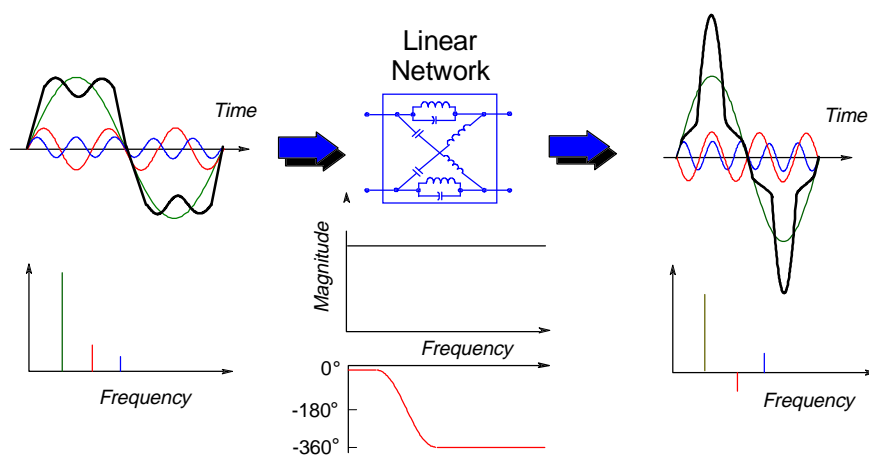 Linear
Network
Time
Time
Magnitude
Frequency
Frequency
0°
-180°
-360°
Frequency